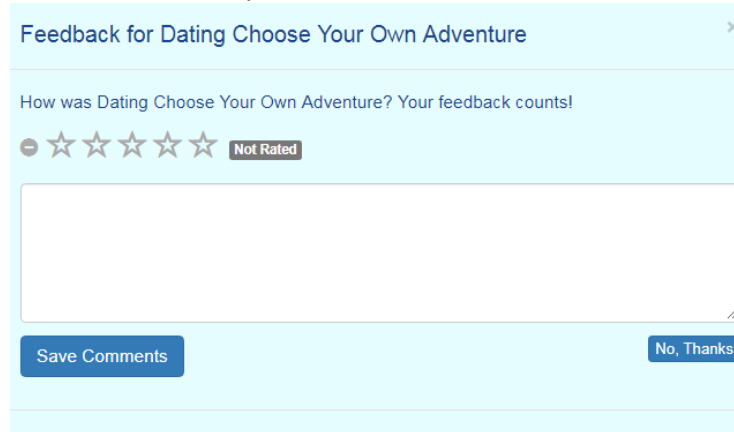 Feedback for Dating Choose Your Own Adventure
How was Dating Choose Your Own Adventure? Your feedback counts!
Not Rated
Save Comments
No, Thanks